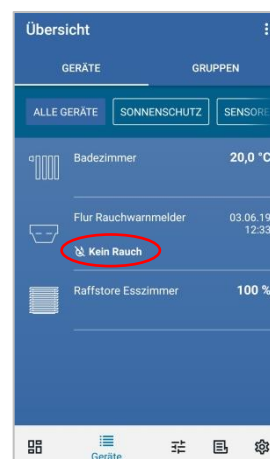 Übersicht
GERÄTE GRUPPEN
ALLE GERÄTE SONNENSCHUTZ SENSORE
Badezimmer 20,0 °C
Flur Rauchwarnmelder 03.06.19
12:33
Kein Rauch
Raffstore Esszimmer 100 %
Geräte